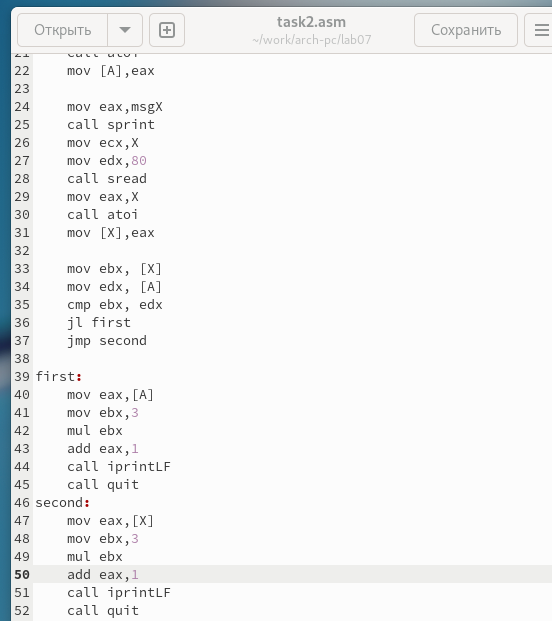 Открыть
task2.asm
~/work/arch-pc/lab07
Сохранить
21 call atoi
22 mov [A],eax
23
24 mov eax,msgX
25 call sprint
26 mov ecx,X
27 mov edx,80
28 call sread
29 mov eax,X
30 call atoi
31 mov [X],eax
32
33 mov ebx, [X]
34 mov edx, [A]
35 cmp ebx, edx
36 jl first
37 jmp second
38
39 first:
40 mov eax,[A]
41 mov ebx,3
42 mul ebx
43 add eax,1
44 call iprintLF
45 call quit
46 second:
47 mov eax,[X]
48 mov ebx,3
49 mul ebx
50 add eax,1
51 call iprintLF
52 call quit